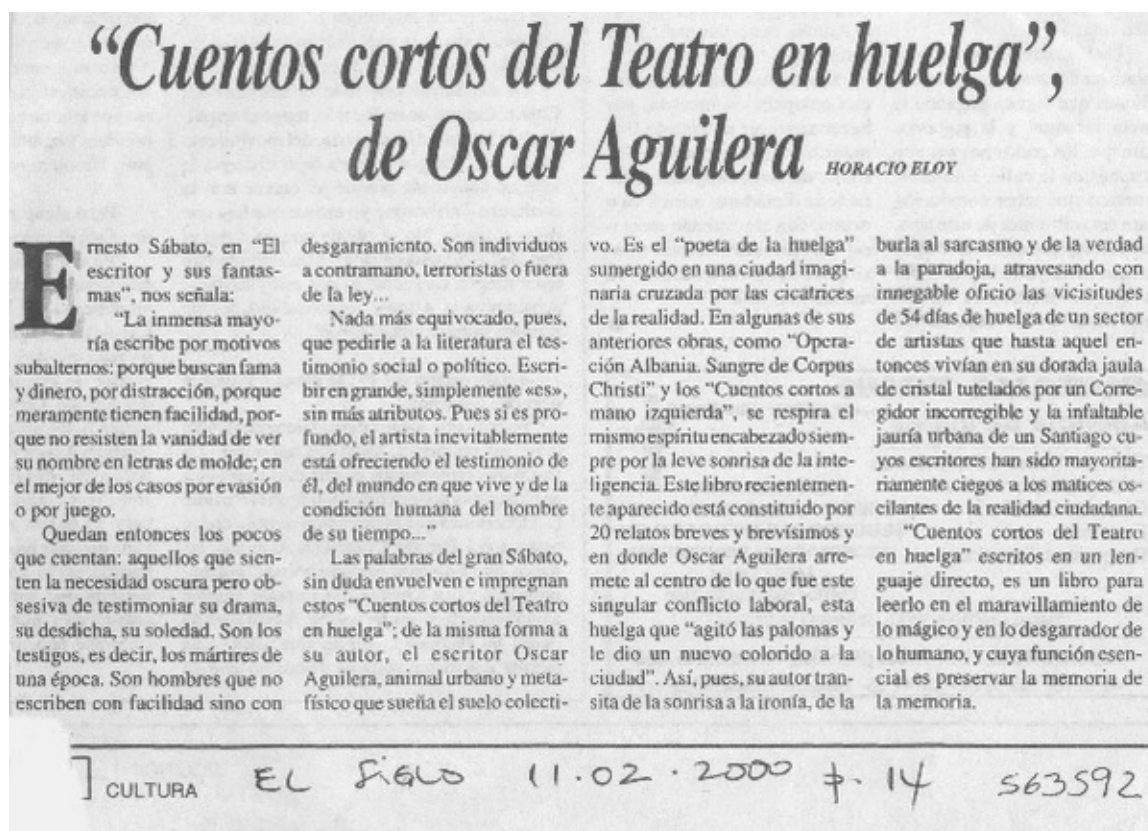 “Cuentos cortos del Teatro en huelga”,
de Oscar Aguilera
HORACIO ELOY
Ernesto Sábato, en “El
escritor y sus fantas-
mas”, nos señala:
“La inmensa mayo-
ría escribe por motivos
subalternos: porque buscan fama
y dinero, por distracción, porque
meramente tienen facilidad, por-
que no resisten la vanidad de ver
su nombre en letras de molde; en
el mejor de los casos por evasión
o por juego.
Quedan entonces los pocos
que cuentan: aquellos que sien-
ten la necesidad oscura pero ob-
sesiva de testimoniar su drama,
su desdicha, su soledad. Son los
testigos, es decir, los mártires de
una época. Son hombres que no
escriben con facilidad sino con
desgarramiento. Son individuos
a contramano, terroristas o fuera
de la ley...
Nada más equivocado, pues,
que pedirle a la literatura el tes-
timonio social o político. Escri-
bir en grande, simplemente «es»,
sin más atributos. Pues si es pro-
fundo, el artista inevitablemente
está ofreciendo el testimonio de
él, del mundo en que vive y de la
condición humana del hombre
de su tiempo...”
Las palabras del gran Sábato,
sin duda envuelven e impregnan
estos “Cuentos cortos del Teatro
en huelga”; de la misma forma a
su autor, el escritor Oscar
Aguilera, animal urbano y meta-
físico que sueña el suelo colecti-
vo. Es el “poeta de la huelga”
sumergido en una ciudad imagi-
naria cruzada por las cicatrices
de la realidad. En algunas de sus
anteriores obras, como “Opera-
ción Albania. Sangre de Corpus
Christi” y los “Cuentos cortos a
mano izquierda”, se respira el
mismo espíritu encabezado siem-
pre por la leve sonrisa de la inte-
ligencia. Este libro recientemen-
te aparecido está constituido por
20 relatos breves y brevísimos y
en donde Oscar Aguilera arre-
mete al centro de lo que fue este
singular conflicto laboral, esta
huelga que “agitó las palomas y
le dio un nuevo colorido a la
ciudad”. Así, pues, su autor tran-
sita de la sonrisa a la ironía, de la
burla al sarcasmo y de la verdad
a la paradoja, atravesando con
innegable oficio las vicisitudes
de 54 días de huelga de un sector
de artistas que hasta aquel en-
tonces vivían en su dorada jaula
de cristal tutelados por un Corre-
gidor incorregible y la infaltable
jauría urbana de un Santiago cu-
yos escritores han sido mayorita-
riamente ciegos a los matices os-
cilantes de la realidad ciudadana.
“Cuentos cortos del Teatro
en huelga” escritos en un len-
guaje directo, es un libro para
leerlo en el maravillamiento de
lo mágico y en lo desgarrador de
lo humano, y cuya función esen-
cial es preservar la memoria de
la memoria.
CULTURA EL SIGLO 11.02.2000 p. 14 563592